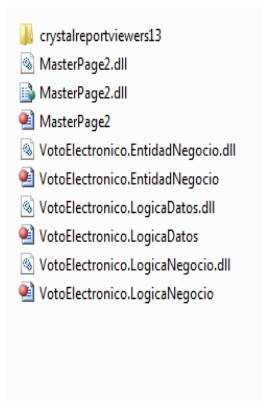 crystalreportviewers13
MasterPage2.dll
MasterPage2.dll
MasterPage2
VotoElectronico.EntidadNegocio.dll
VotoElectronico.EntidadNegocio
VotoElectronico.LogicaDatos.dll
VotoElectronico.LogicaDatos
VotoElectronico.LogicaNegocio.dll
VotoElectronico.LogicaNegocio